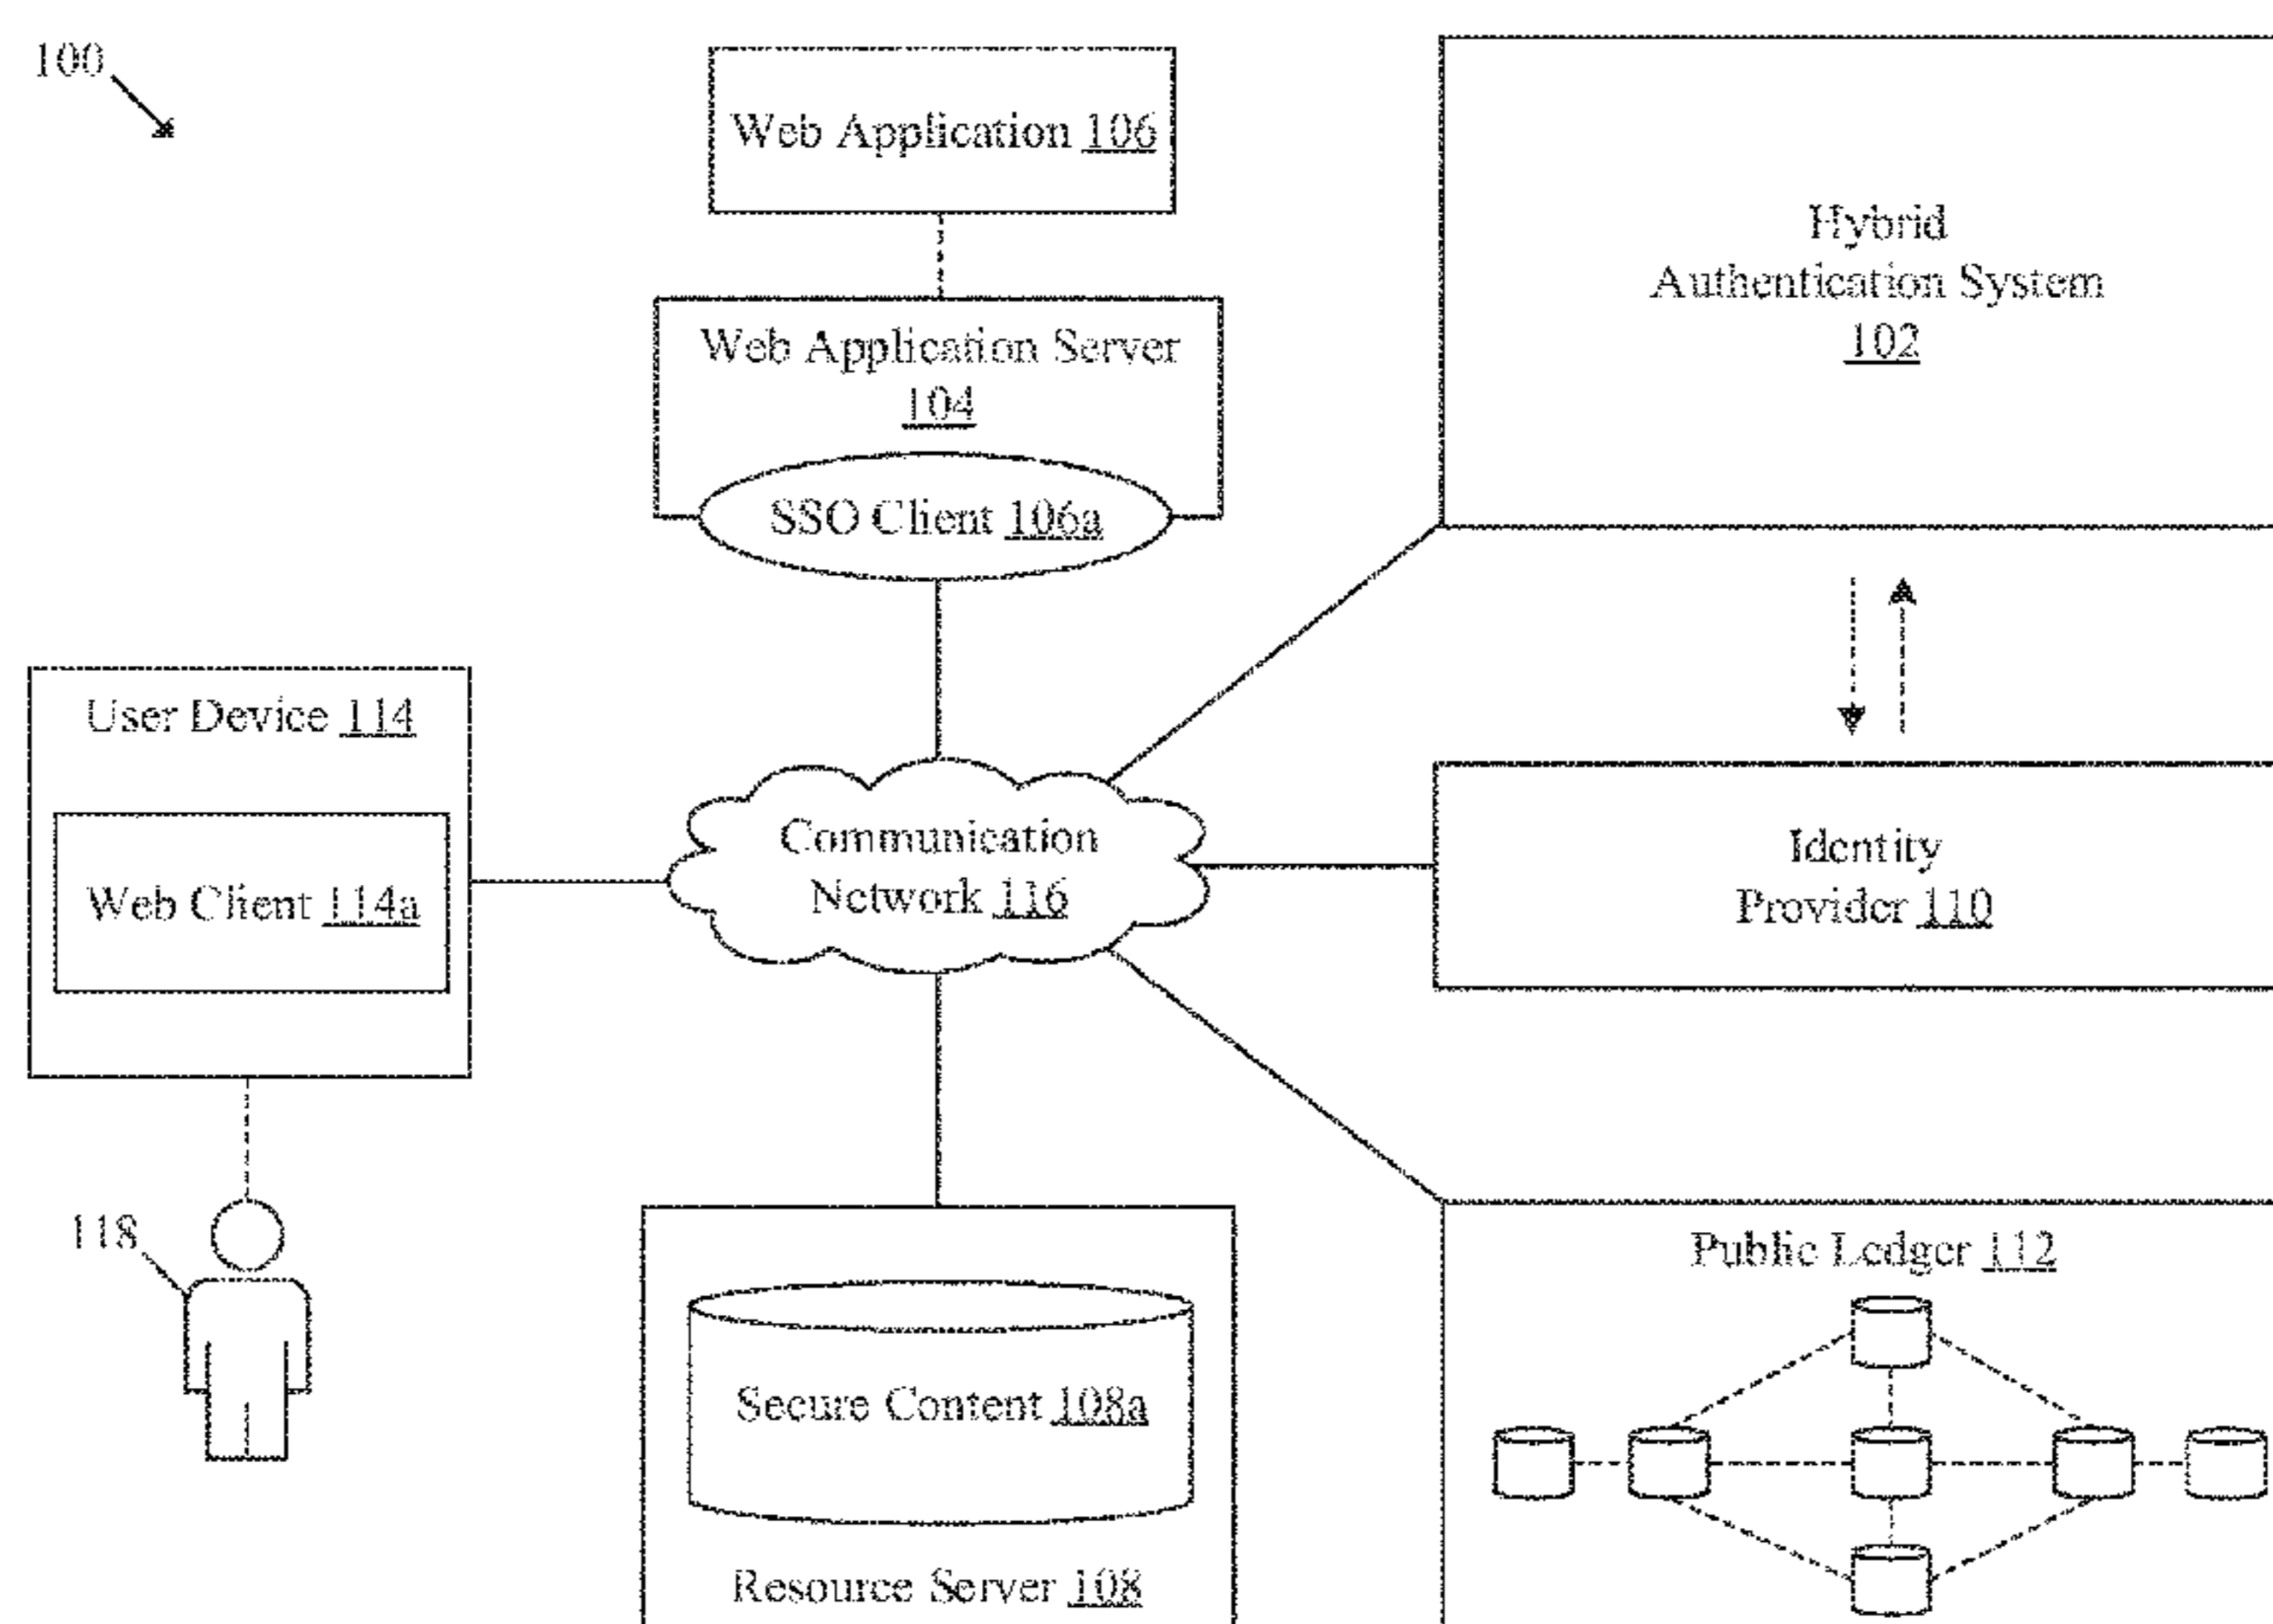 100
Web Application 106
Hybrid
Authentication System
102
Web Application Server
104
SSO Client 106a
User Device 114
Web Client 114a
Communication
Network 116
Identity
Provider 110
118
Secure Content 108a
Resource Server 108
Public Ledger 112